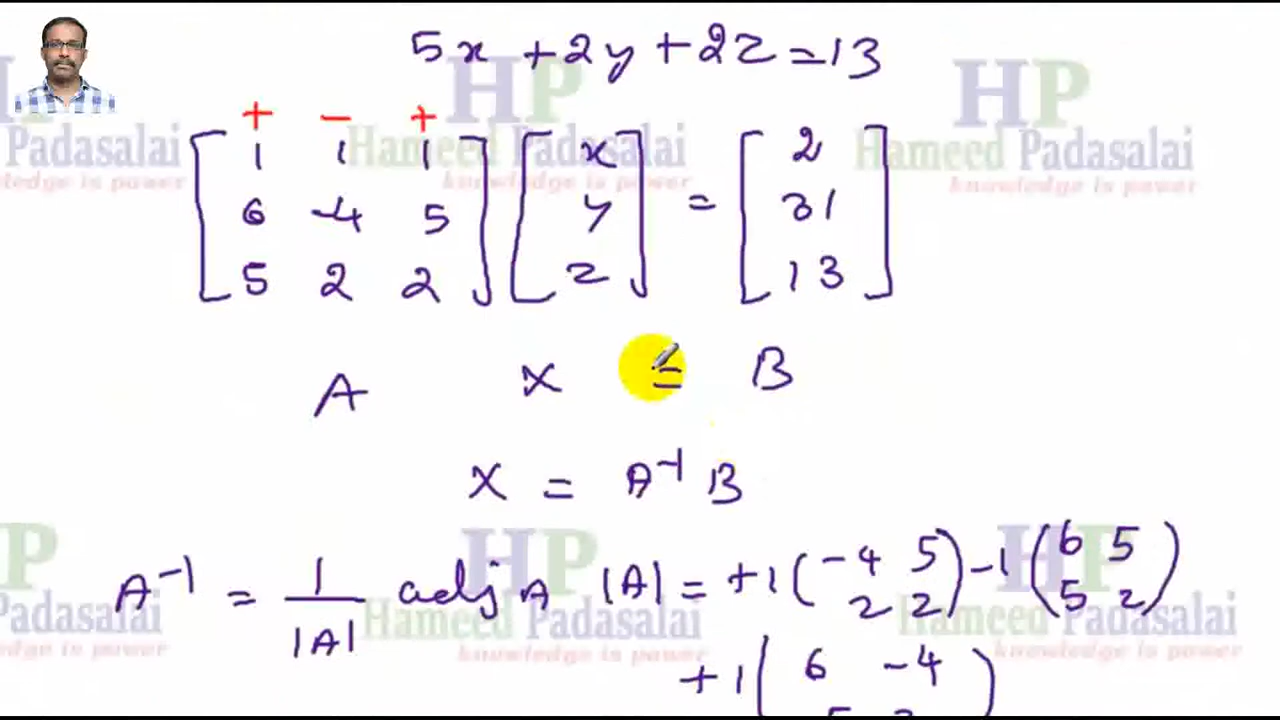 5x + 2y + 2z = 13
+ - +
[1 1 1] [x] = [2]
[6 -4 5] [y] [31]
[5 2 2] [z] [13]
A X = B
X = A⁻¹ B
A⁻¹ = 1/|A| adj A |A| = +1(-4 5) -1(6 5)
(2 2) (5 2)
+1(6 -4)
HP
Hameed Padasalai
knowledge is power